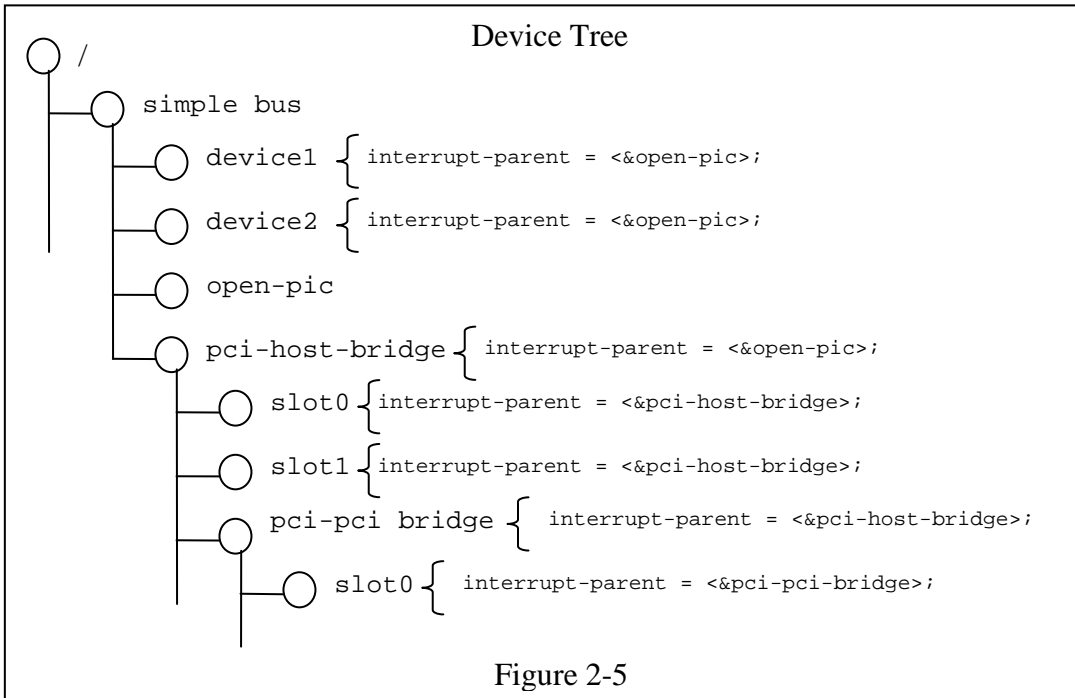 Device Tree
/
simple bus
device1 { interrupt-parent = <&open-pic>;
device2 { interrupt-parent = <&open-pic>;
open-pic
pci-host-bridge { interrupt-parent = <&open-pic>;
slot0 { interrupt-parent = <&pci-host-bridge>;
slot1 { interrupt-parent = <&pci-host-bridge>;
pci-pci bridge { interrupt-parent = <&pci-host-bridge>;
slot0 { interrupt-parent = <&pci-pci-bridge>;
Figure 2-5